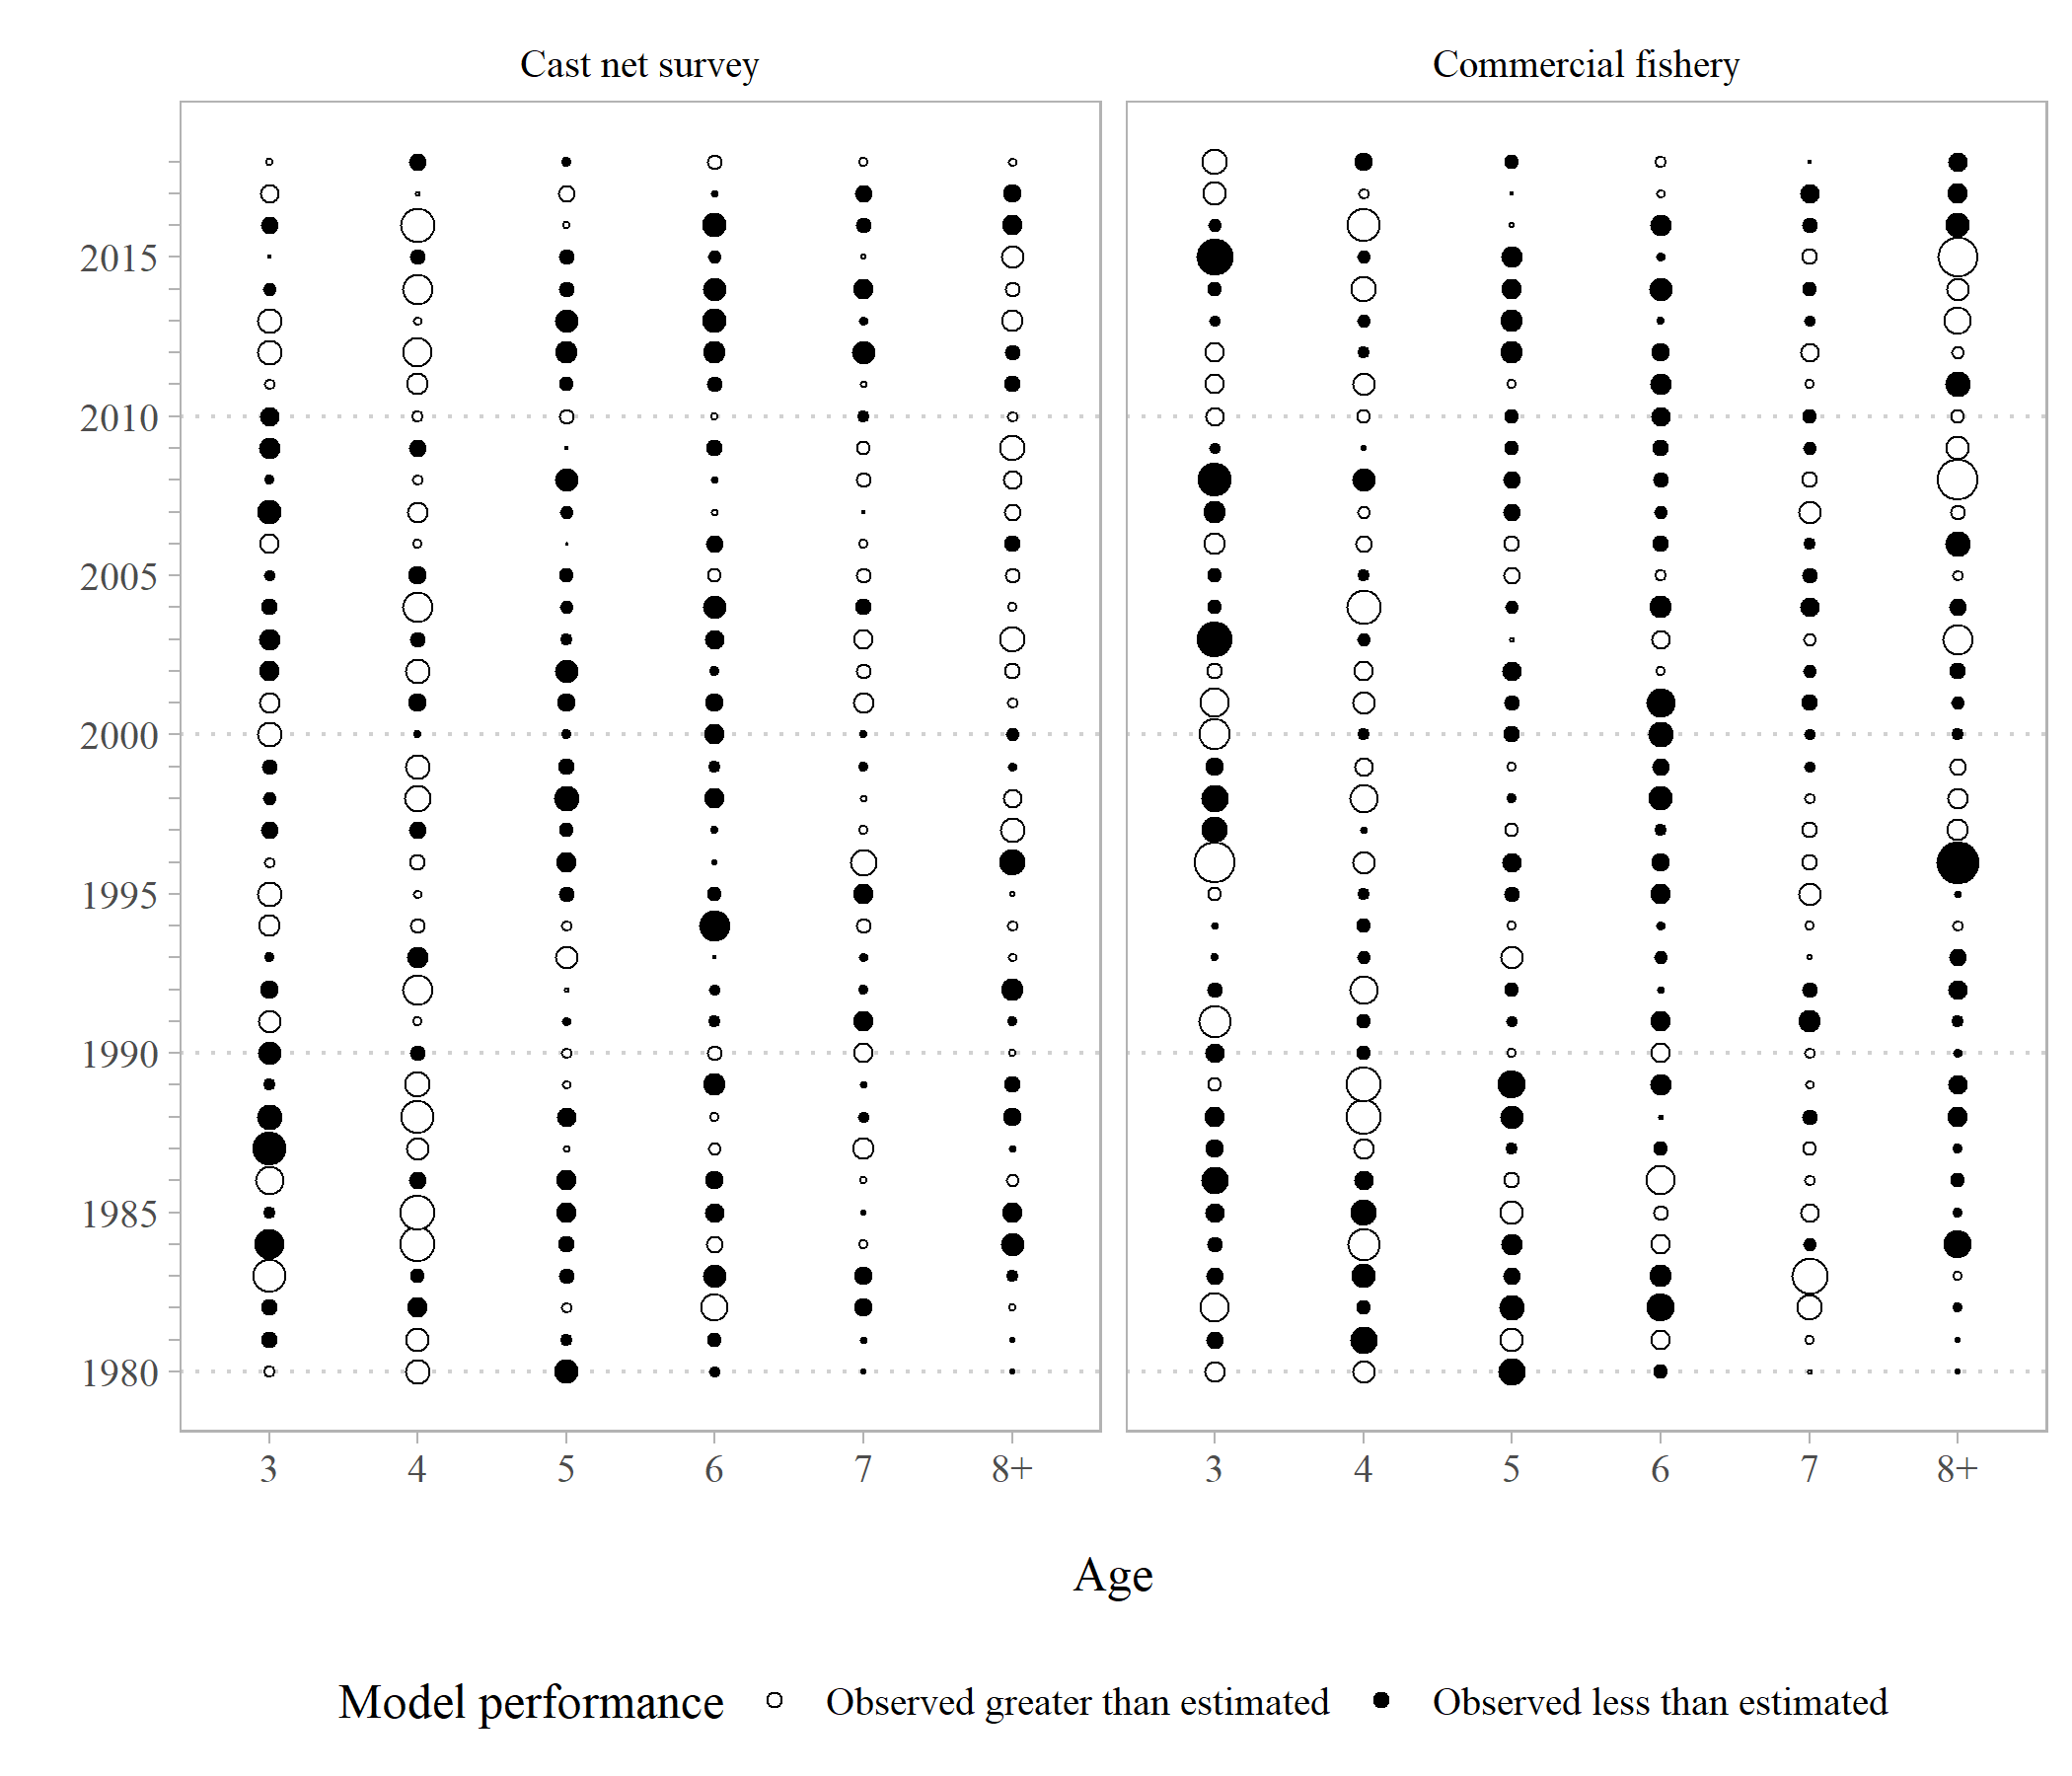 Cast net survey Commercial fishery
2015
2010
2005
2000
1995
1990
1985
1980
3 4 5 6 7 8+ 3 4 5 6 7 8+
Age
Model performance Observed greater than estimated Observed less than estimated